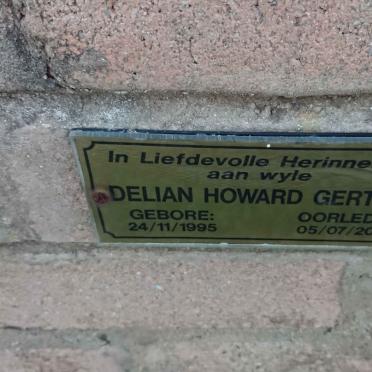 In Liefdevolle Herinne
aan wyle
DELIAN HOWARD GERT
GEBORE: OORLED
24/11/1995 05/07/20